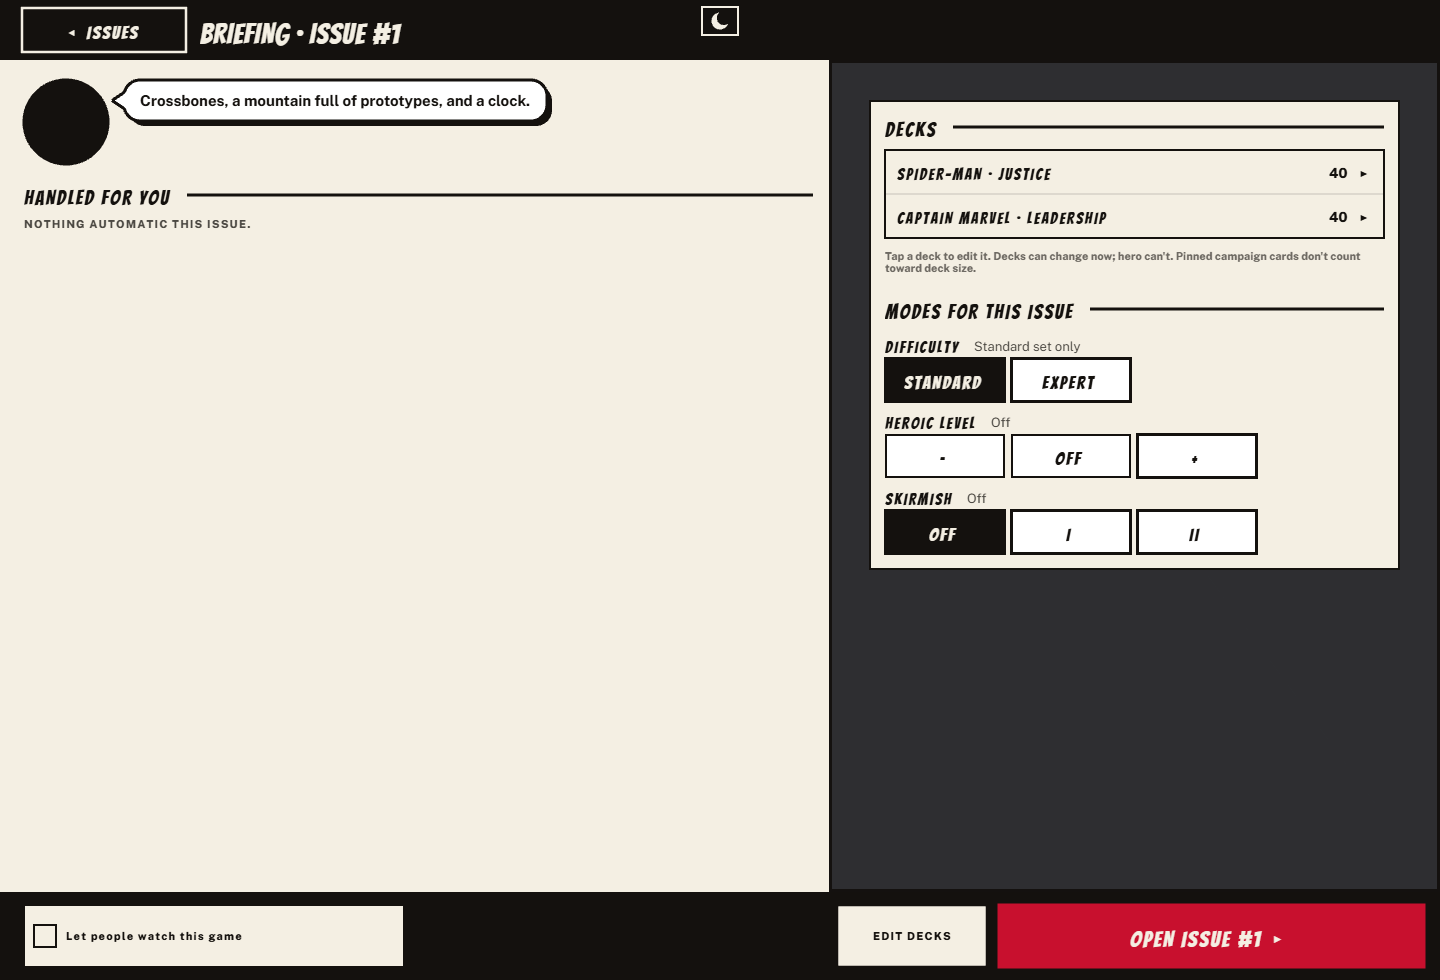 ◂ ISSUES
BRIEFING • ISSUE #1
Crossbones, a mountain full of prototypes, and a clock.
HANDLED FOR YOU
NOTHING AUTOMATIC THIS ISSUE.
DECKS
SPIDER-MAN · JUSTICE 40 ▸
CAPTAIN MARVEL · LEADERSHIP 40 ▸
Tap a deck to edit it. Decks can change now; hero can't. Pinned campaign cards don't count
toward deck size.
MODES FOR THIS ISSUE
DIFFICULTY Standard set only
STANDARD EXPERT
HEROIC LEVEL Off
- OFF +
SKIRMISH Off
OFF I II
Let people watch this game
EDIT DECKS
OPEN ISSUE #1 ▸